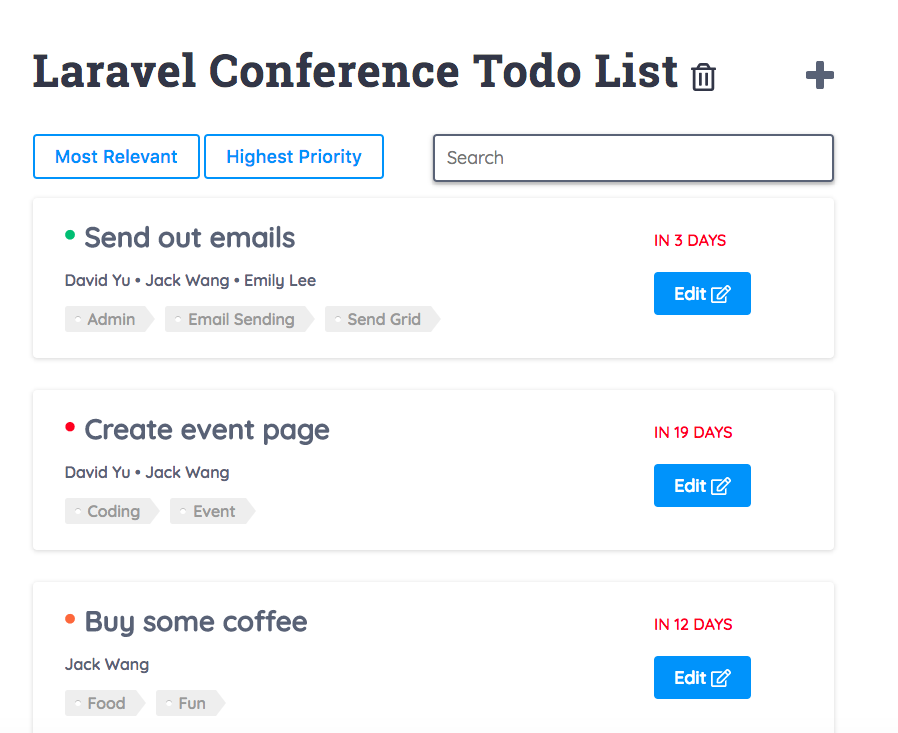 Laravel Conference Todo List
Most Relevant Highest Priority Search
Send out emails IN 3 DAYS
David Yu • Jack Wang • Emily Lee Edit
Admin Email Sending Send Grid
Create event page IN 19 DAYS
David Yu • Jack Wang Edit
Coding Event
Buy some coffee IN 12 DAYS
Jack Wang Edit
Food Fun